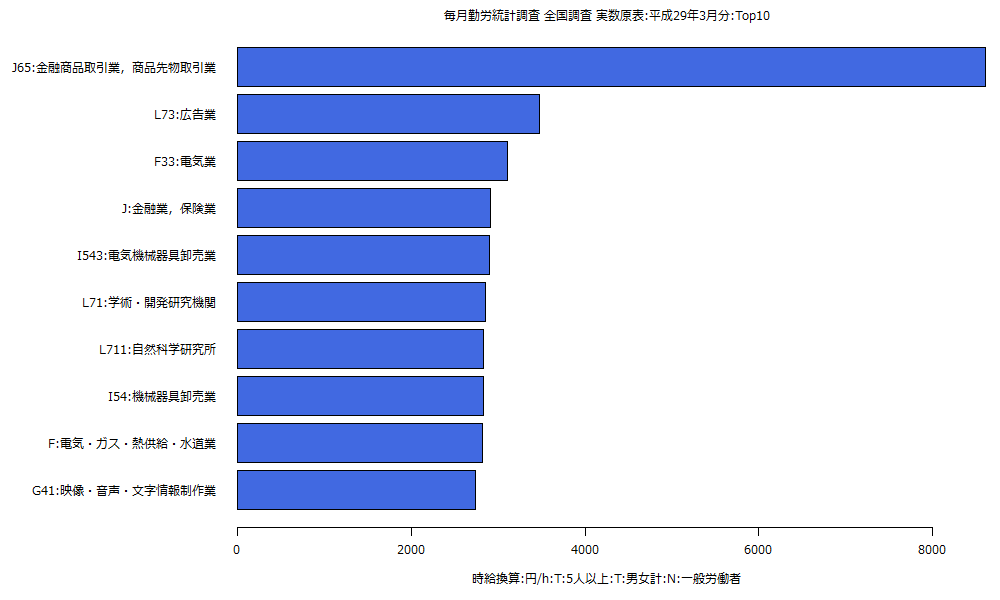 毎月勤労統計調査 全国調査 実数原表:平成29年3月分:Top10
J65:金融商品取引業，商品先物取引業
L73:広告業
F33:電気業
J:金融業，保険業
I543:電気機械器具卸売業
L71:学術・開発研究機関
L711:自然科学研究所
I54:機械器具卸売業
F:電気・ガス・熱供給・水道業
G41:映像・音声・文字情報制作業
0 2000 4000 6000 8000
時給換算:円/h:T:5人以上:T:男女計:N:一般労働者